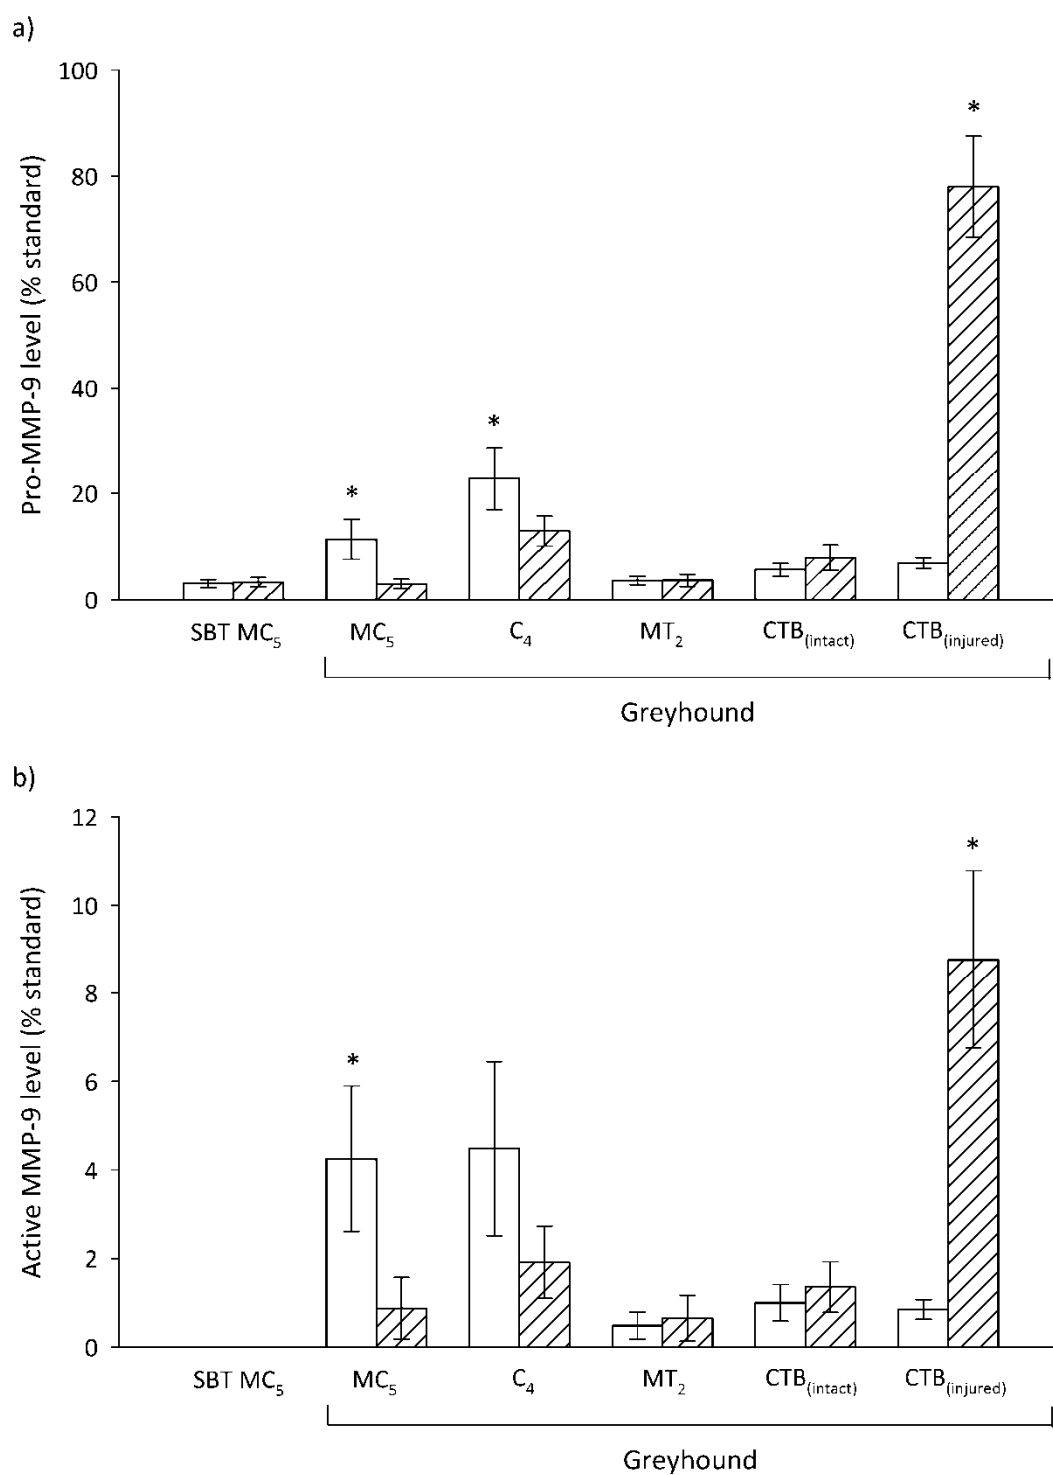 a)
Pro-MMP-9 level (% standard)
100
80
60
40
20
0
*
*
*
SBT MC5 MC5 C4 MT2 CTB(intact) CTB(injured)
Greyhound
b)
Active MMP-9 level (% standard)
12
10
8
6
4
2
0
*
*
SBT MC5 MC5 C4 MT2 CTB(intact) CTB(injured)
Greyhound